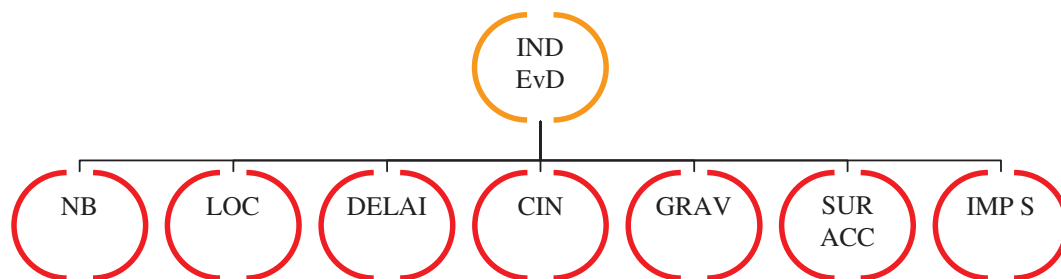 IND
EvD
NB
LOC
DELAI
CIN
GRAV
SUR
ACC
IMP S